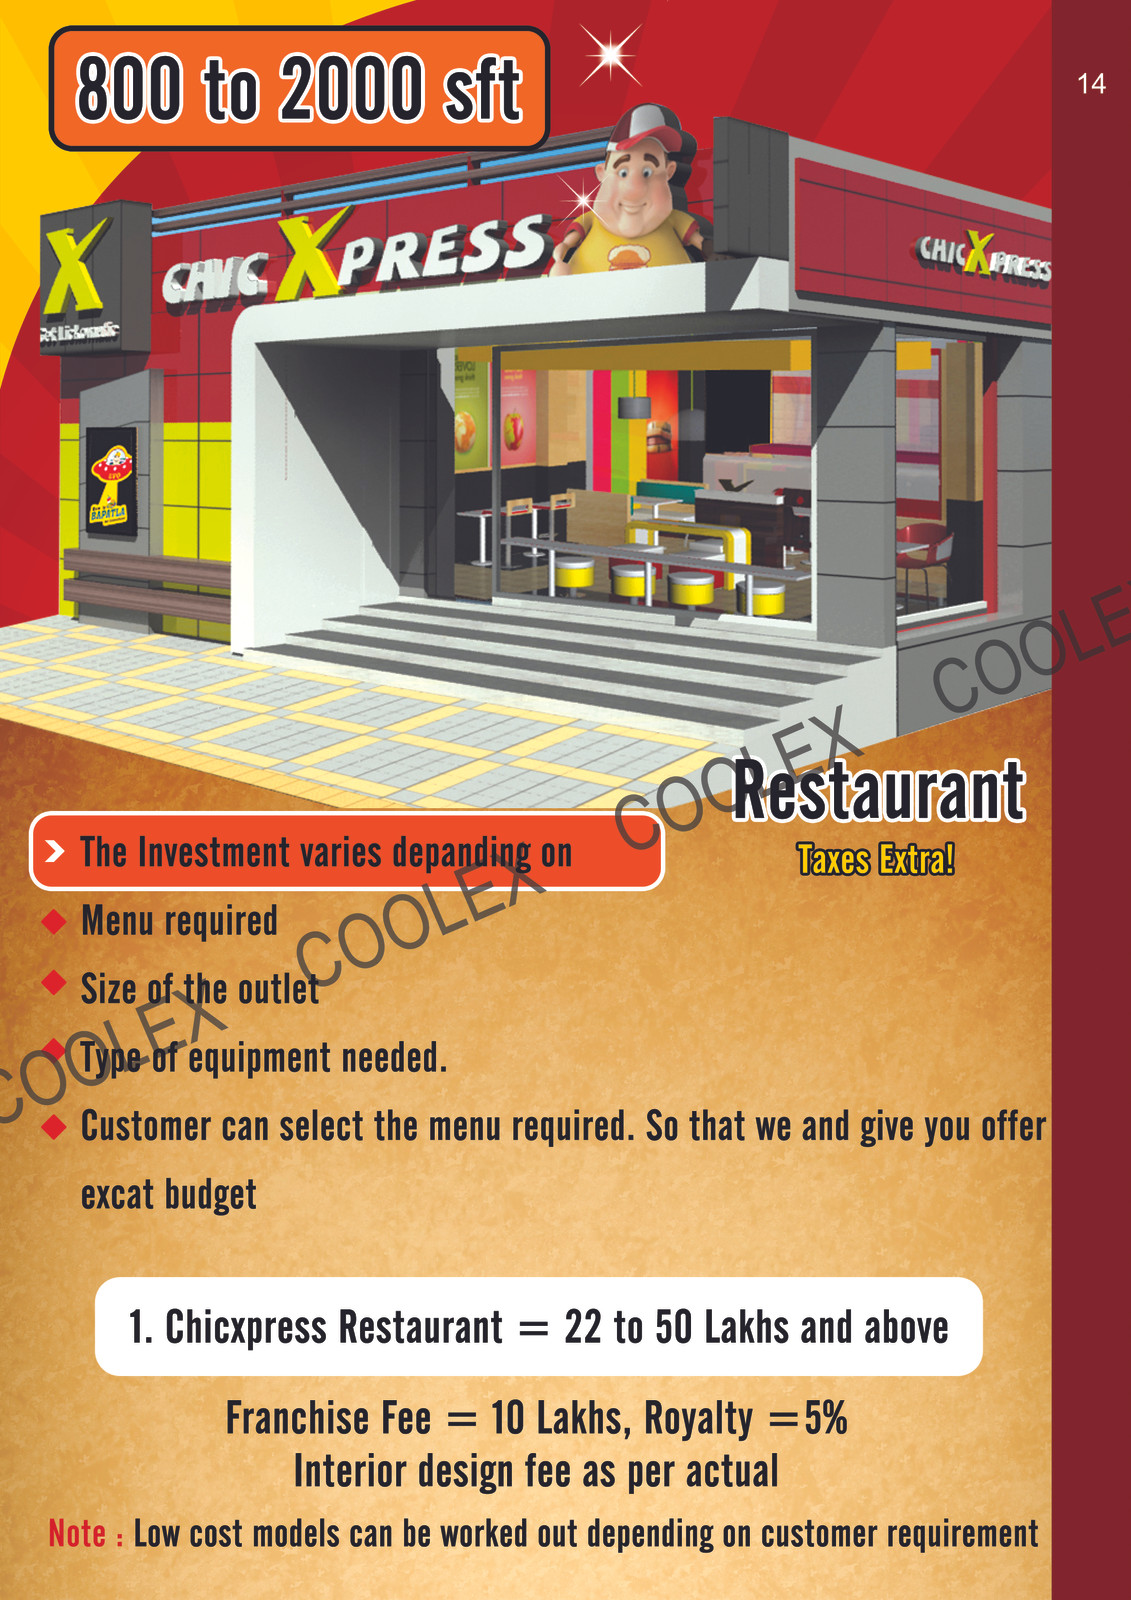 800 to 2000 sft
14
X
CHIC XPRESS
CHIC XPRESS
BAPATLA
COOLEX
COOLEX
COOLEX
COOLEX
Restaurant
Taxes Extra!
The Investment varies depanding on
Menu required
Size of the outlet
Type of equipment needed.
Customer can select the menu required. So that we and give you offer
excat budget
1. Chicxpress Restaurant = 22 to 50 Lakhs and above
Franchise Fee = 10 Lakhs, Royalty =5%
Interior design fee as per actual
Note : Low cost models can be worked out depending on customer requirement